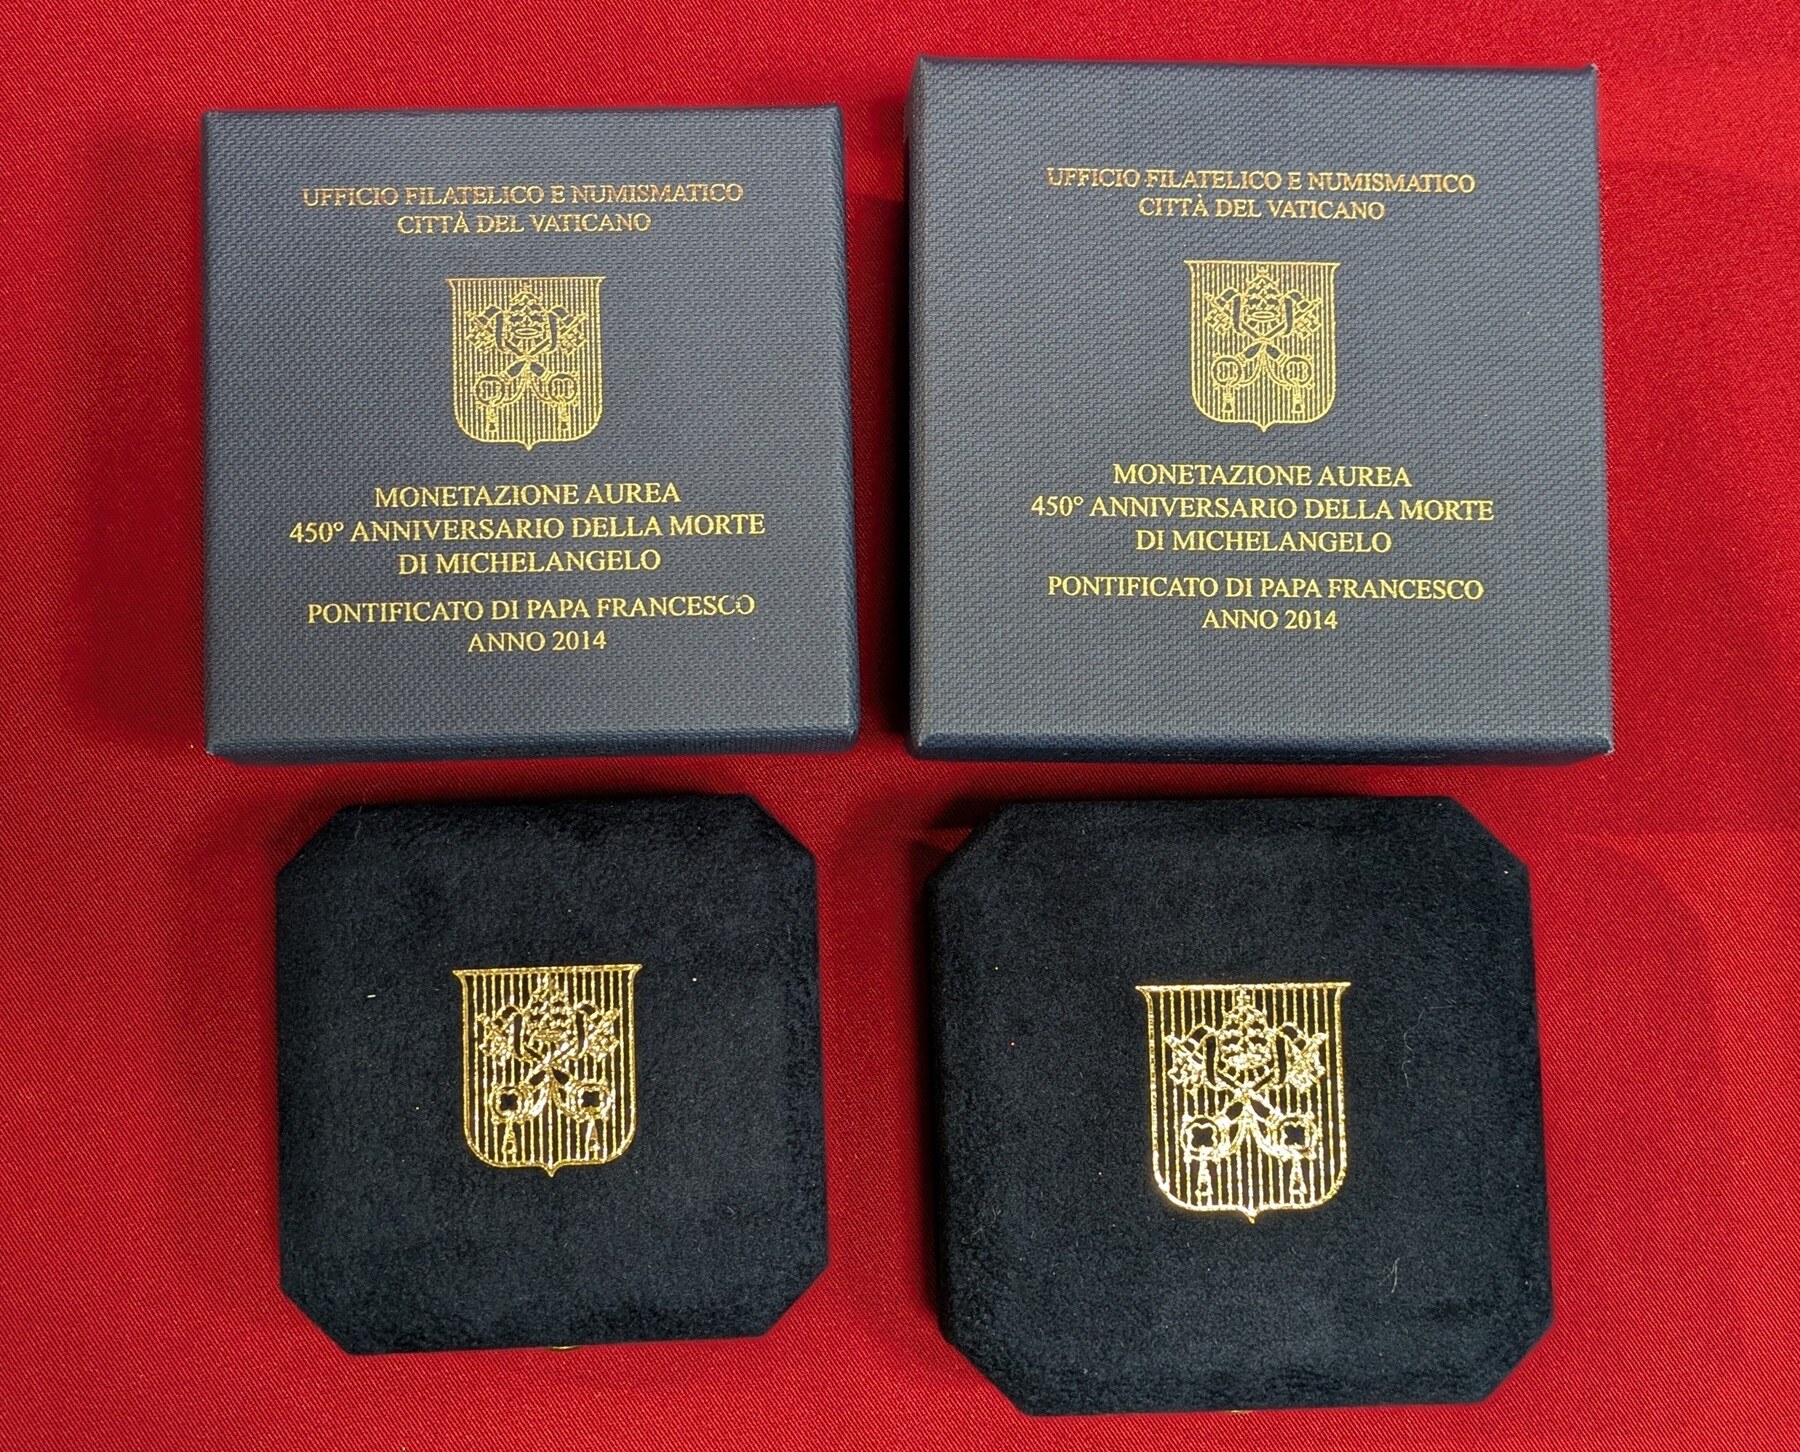 UFFICIO FILATELICO E NUMISMATICO
CITTÀ DEL VATICANO
MONETAZIONE AUREA
450° ANNIVERSARIO DELLA MORTE
DI MICHELANGELO
PONTIFICATO DI PAPA FRANCESCO
ANNO 2014
UFFICIO FILATELICO E NUMISMATICO
CITTÀ DEL VATICANO
MONETAZIONE AUREA
450° ANNIVERSARIO DELLA MORTE
DI MICHELANGELO
PONTIFICATO DI PAPA FRANCESCO
ANNO 2014